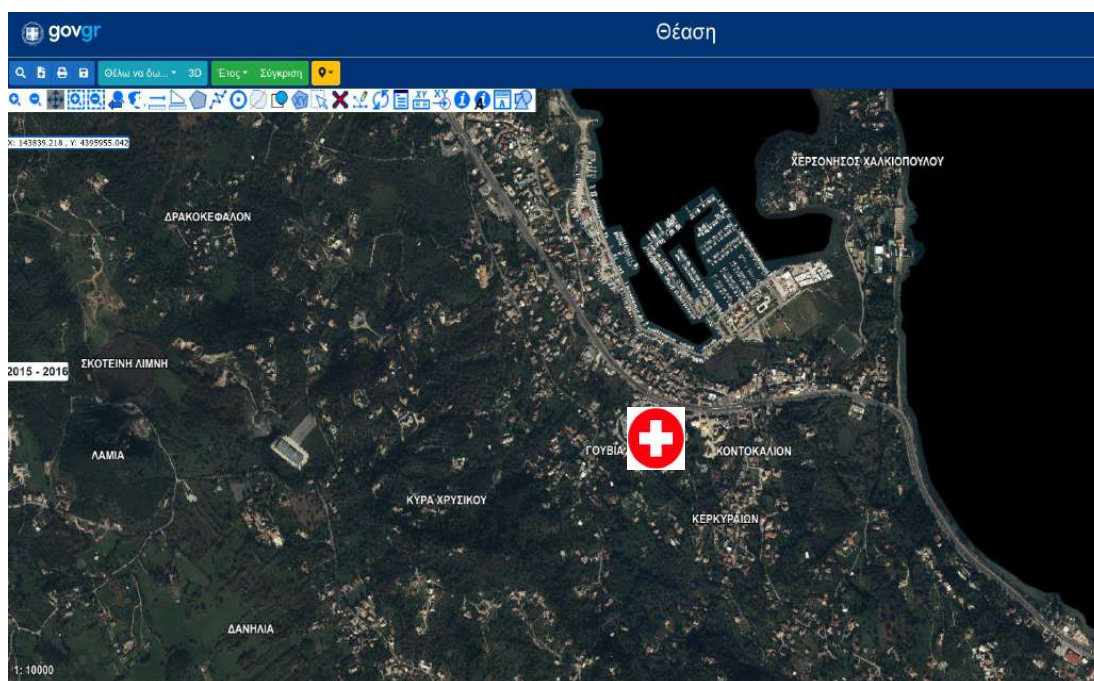 govgr
Θέαση
Θέλω να δω...
3D
Έτος
Σύγκριση
X: 143839.218 , Y: 4395955.042
ΧΕΡΣΟΝΗΣΟΣ ΧΑΛΚΙΟΠΟΥΛΟΥ
ΔΡΑΚΟΚΕΦΑΛΟΝ
2015 - 2016
ΣΚΟΤΕΙΝΗ ΛΙΜΝΗ
ΛΑΜΙΑ
ΓΟΥΒΙΑ
ΚΟΝΤΟΚΑΛΙΟΝ
ΚΥΡΑ ΧΡΥΣΙΚΟΥ
ΚΕΡΚΥΡΑΙΩΝ
ΔΑΝΗΛΙΑ
1: 10000